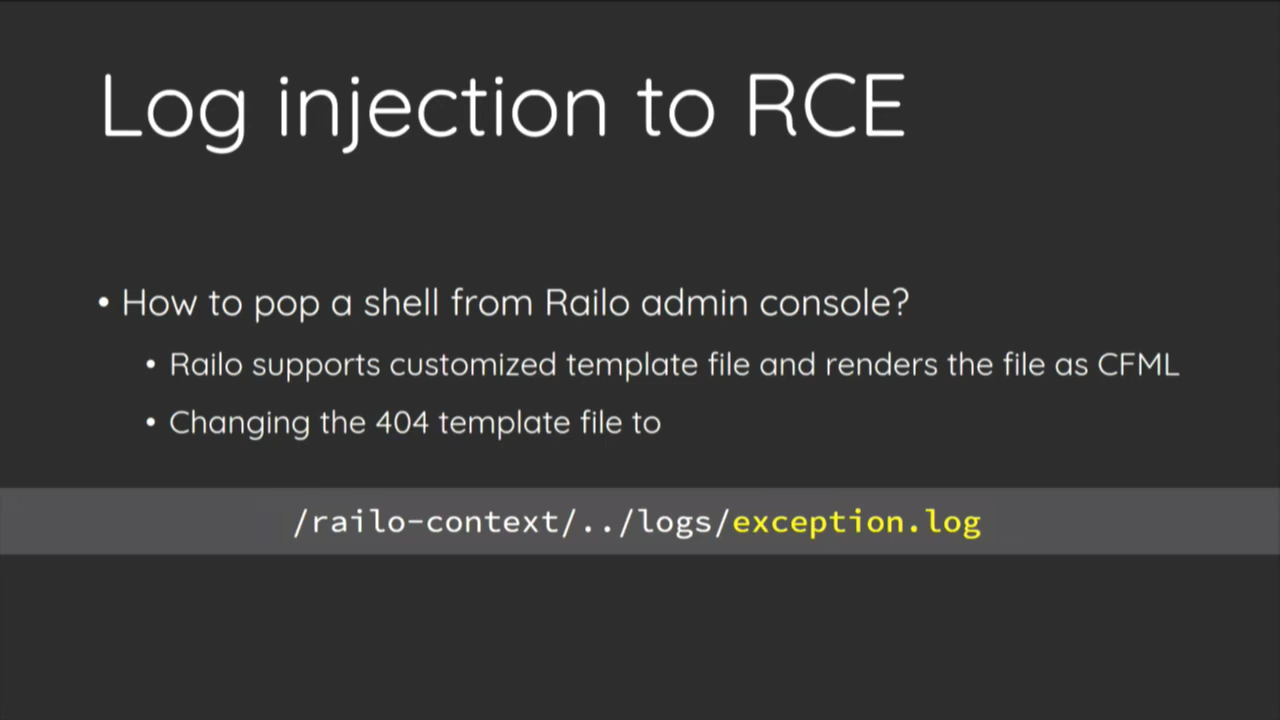 Log injection to RCE
• How to pop a shell from Railo admin console?
• Railo supports customized template file and renders the file as CFML
• Changing the 404 template file to
/railo-context/../logs/exception.log